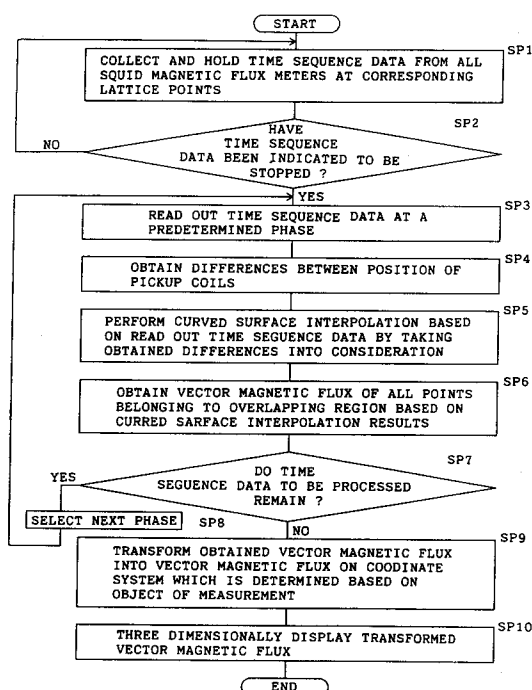 START
SP1
COLLECT AND HOLD TIME SEQUENCE DATA FROM ALL
SQUID MAGNETIC FLUX METERS AT CORRESPONDING
LATTICE POINTS
SP2
HAVE
TIME SEQUENCE
DATA BEEN INDICATED TO BE
STOPPED ?
NO
YES
SP3
READ OUT TIME SEQUENCE DATA AT A
PREDETERMINED PHASE
SP4
OBTAIN DIFFERENCES BETWEEN POSITION OF
PICKUP COILS
SP5
PERFORM CURVED SURFACE INTERPOLATION BASED
ON READ OUT TIME SEGUENCE DATA BY TAKING
OBTAINED DIFFERENCES INTO CONSIDERATION
SP6
OBTAIN VECTOR MAGNETIC FLUX OF ALL POINTS
BELONGING TO OVERLAPPING REGION BASED ON
CURRED SARFACE INTERPOLATION RESULTS
SP7
DO TIME
SEGUENCE DATA TO BE PROCESSED
REMAIN ?
YES
SELECT NEXT PHASE
SP8
NO
SP9
TRANSFORM OBTAINED VECTOR MAGNETIC FLUX
INTO VECTOR MAGNETIC FLUX ON COODINATE
SYSTEM WHICH IS DETERMINED BASED ON
OBJECT OF MEASUREMENT
SP10
THREE DIMENSIONALLY DISPLAY TRANSFORMED
VECTOR MAGNETIC FLUX
END